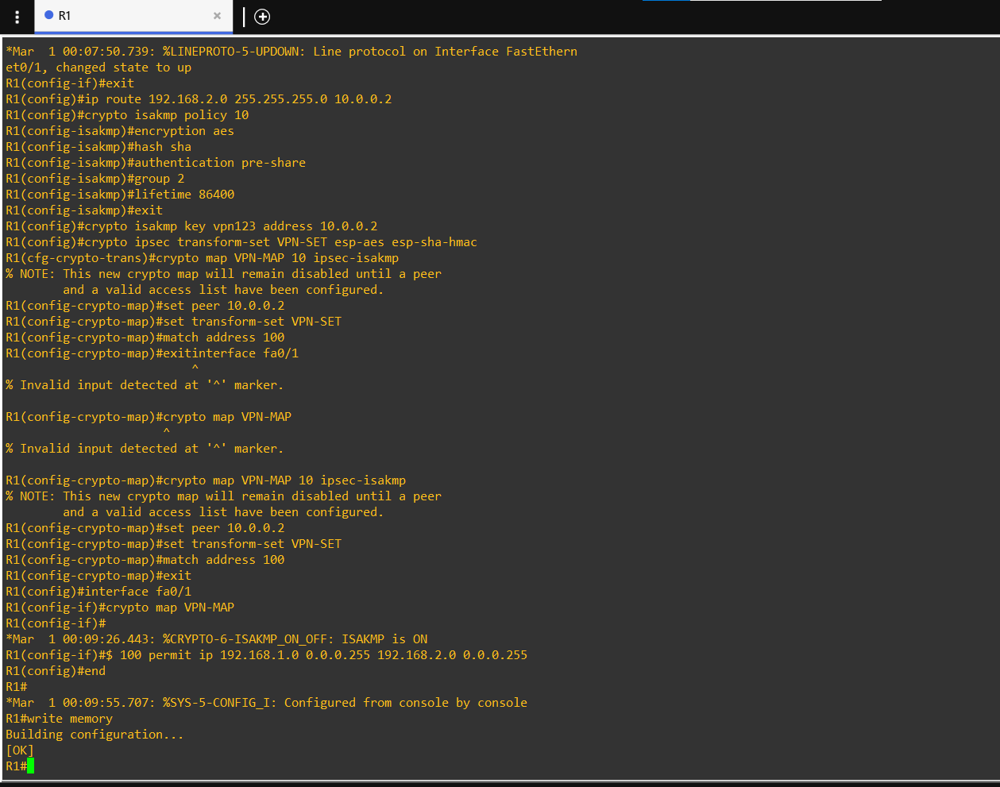 R1
*Mar  1 00:07:50.739: %LINEPROTO-5-UPDOWN: Line protocol on Interface FastEthern
et0/1, changed state to up
R1(config-if)#exit
R1(config)#ip route 192.168.2.0 255.255.255.0 10.0.0.2
R1(config)#crypto isakmp policy 10
R1(config-isakmp)#encryption aes
R1(config-isakmp)#hash sha
R1(config-isakmp)#authentication pre-share
R1(config-isakmp)#group 2
R1(config-isakmp)#lifetime 86400
R1(config-isakmp)#exit
R1(config)#crypto isakmp key vpn123 address 10.0.0.2
R1(config)#crypto ipsec transform-set VPN-SET esp-aes esp-sha-hmac
R1(cfg-crypto-trans)#crypto map VPN-MAP 10 ipsec-isakmp
% NOTE: This new crypto map will remain disabled until a peer
        and a valid access list have been configured.
R1(config-crypto-map)#set peer 10.0.0.2
R1(config-crypto-map)#set transform-set VPN-SET
R1(config-crypto-map)#match address 100
R1(config-crypto-map)#exitinterface fa0/1
                          ^
% Invalid input detected at '^' marker.
R1(config-crypto-map)#crypto map VPN-MAP
                      ^
% Invalid input detected at '^' marker.
R1(config-crypto-map)#crypto map VPN-MAP 10 ipsec-isakmp
% NOTE: This new crypto map will remain disabled until a peer
        and a valid access list have been configured.
R1(config-crypto-map)#set peer 10.0.0.2
R1(config-crypto-map)#set transform-set VPN-SET
R1(config-crypto-map)#match address 100
R1(config-crypto-map)#exit
R1(config)#interface fa0/1
R1(config-if)#crypto map VPN-MAP
R1(config-if)#
*Mar  1 00:09:26.443: %CRYPTO-6-ISAKMP_ON_OFF: ISAKMP is ON
R1(config-if)#$ 100 permit ip 192.168.1.0 0.0.0.255 192.168.2.0 0.0.0.255
R1(config)#end
R1#
*Mar  1 00:09:55.707: %SYS-5-CONFIG_I: Configured from console by console
R1#write memory
Building configuration...
[OK]
R1#